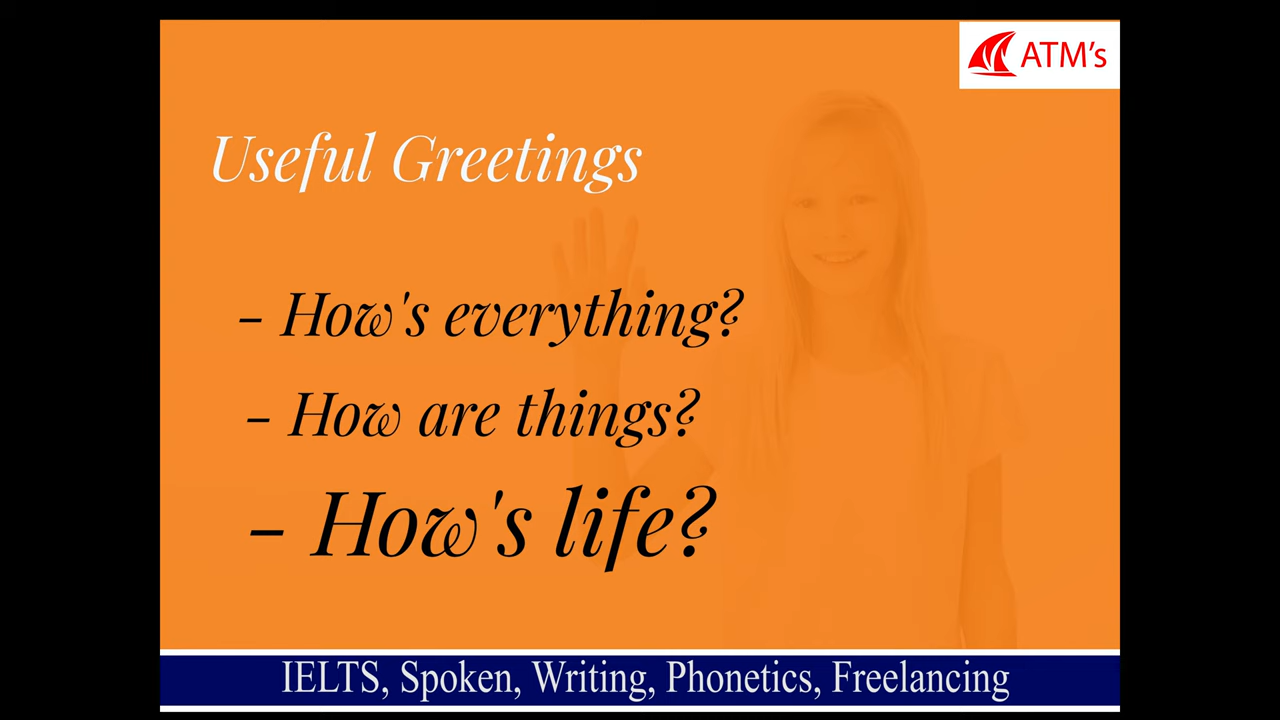 ATM's
Useful Greetings
– How's everything?
– How are things?
– How's life?
IELTS, Spoken, Writing, Phonetics, Freelancing